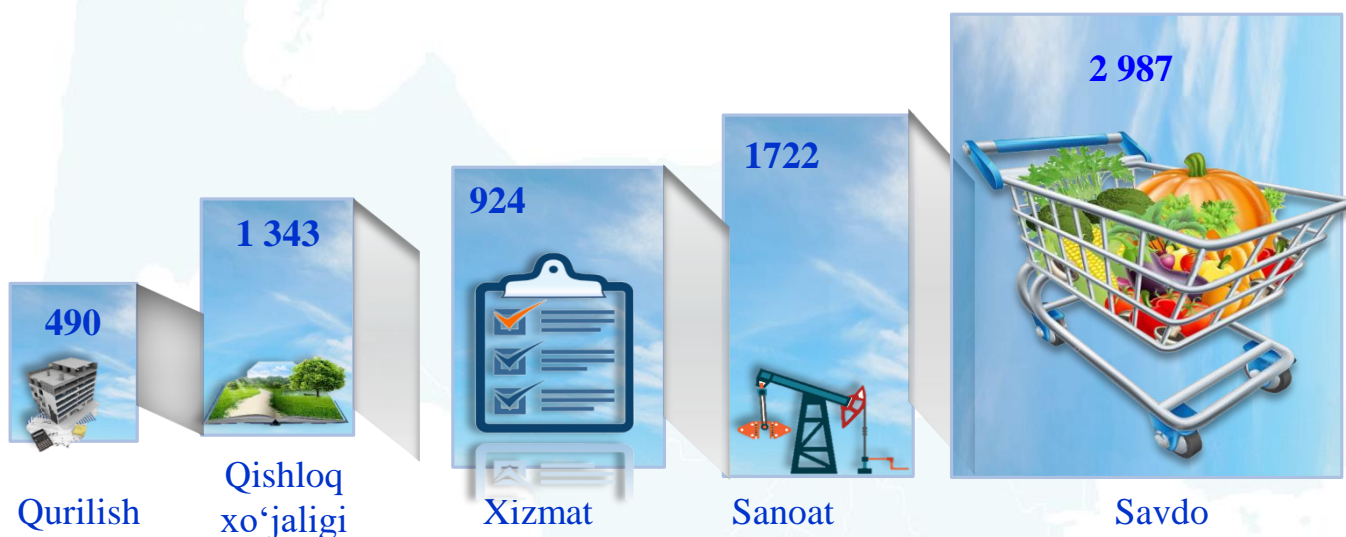 2 987
1722
924
1 343
490
Qurilish
Qishloq
xo‘jaligi
Xizmat
Sanoat
Savdo